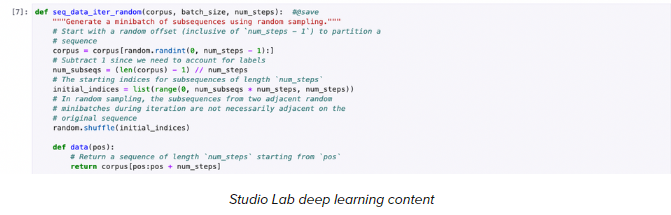 [7]: def seq_data_iter_random(corpus, batch_size, num_steps):  #@save
"""Generate a minibatch of subsequences using random sampling."""
# Start with a random offset (inclusive of `num_steps - 1`) to partition a
# sequence
corpus = corpus[random.randint(0, num_steps - 1):]
# Subtract 1 since we need to account for labels
num_subseqs = (len(corpus) - 1) // num_steps
# The starting indices for subsequences of length `num_steps`
initial_indices = list(range(0, num_subseqs * num_steps, num_steps))
# In random sampling, the subsequences from two adjacent random
# minibatches during iteration are not necessarily adjacent on the
# original sequence
random.shuffle(initial_indices)
def data(pos):
# Return a sequence of length `num_steps` starting from `pos`
return corpus[pos:pos + num_steps]
Studio Lab deep learning content